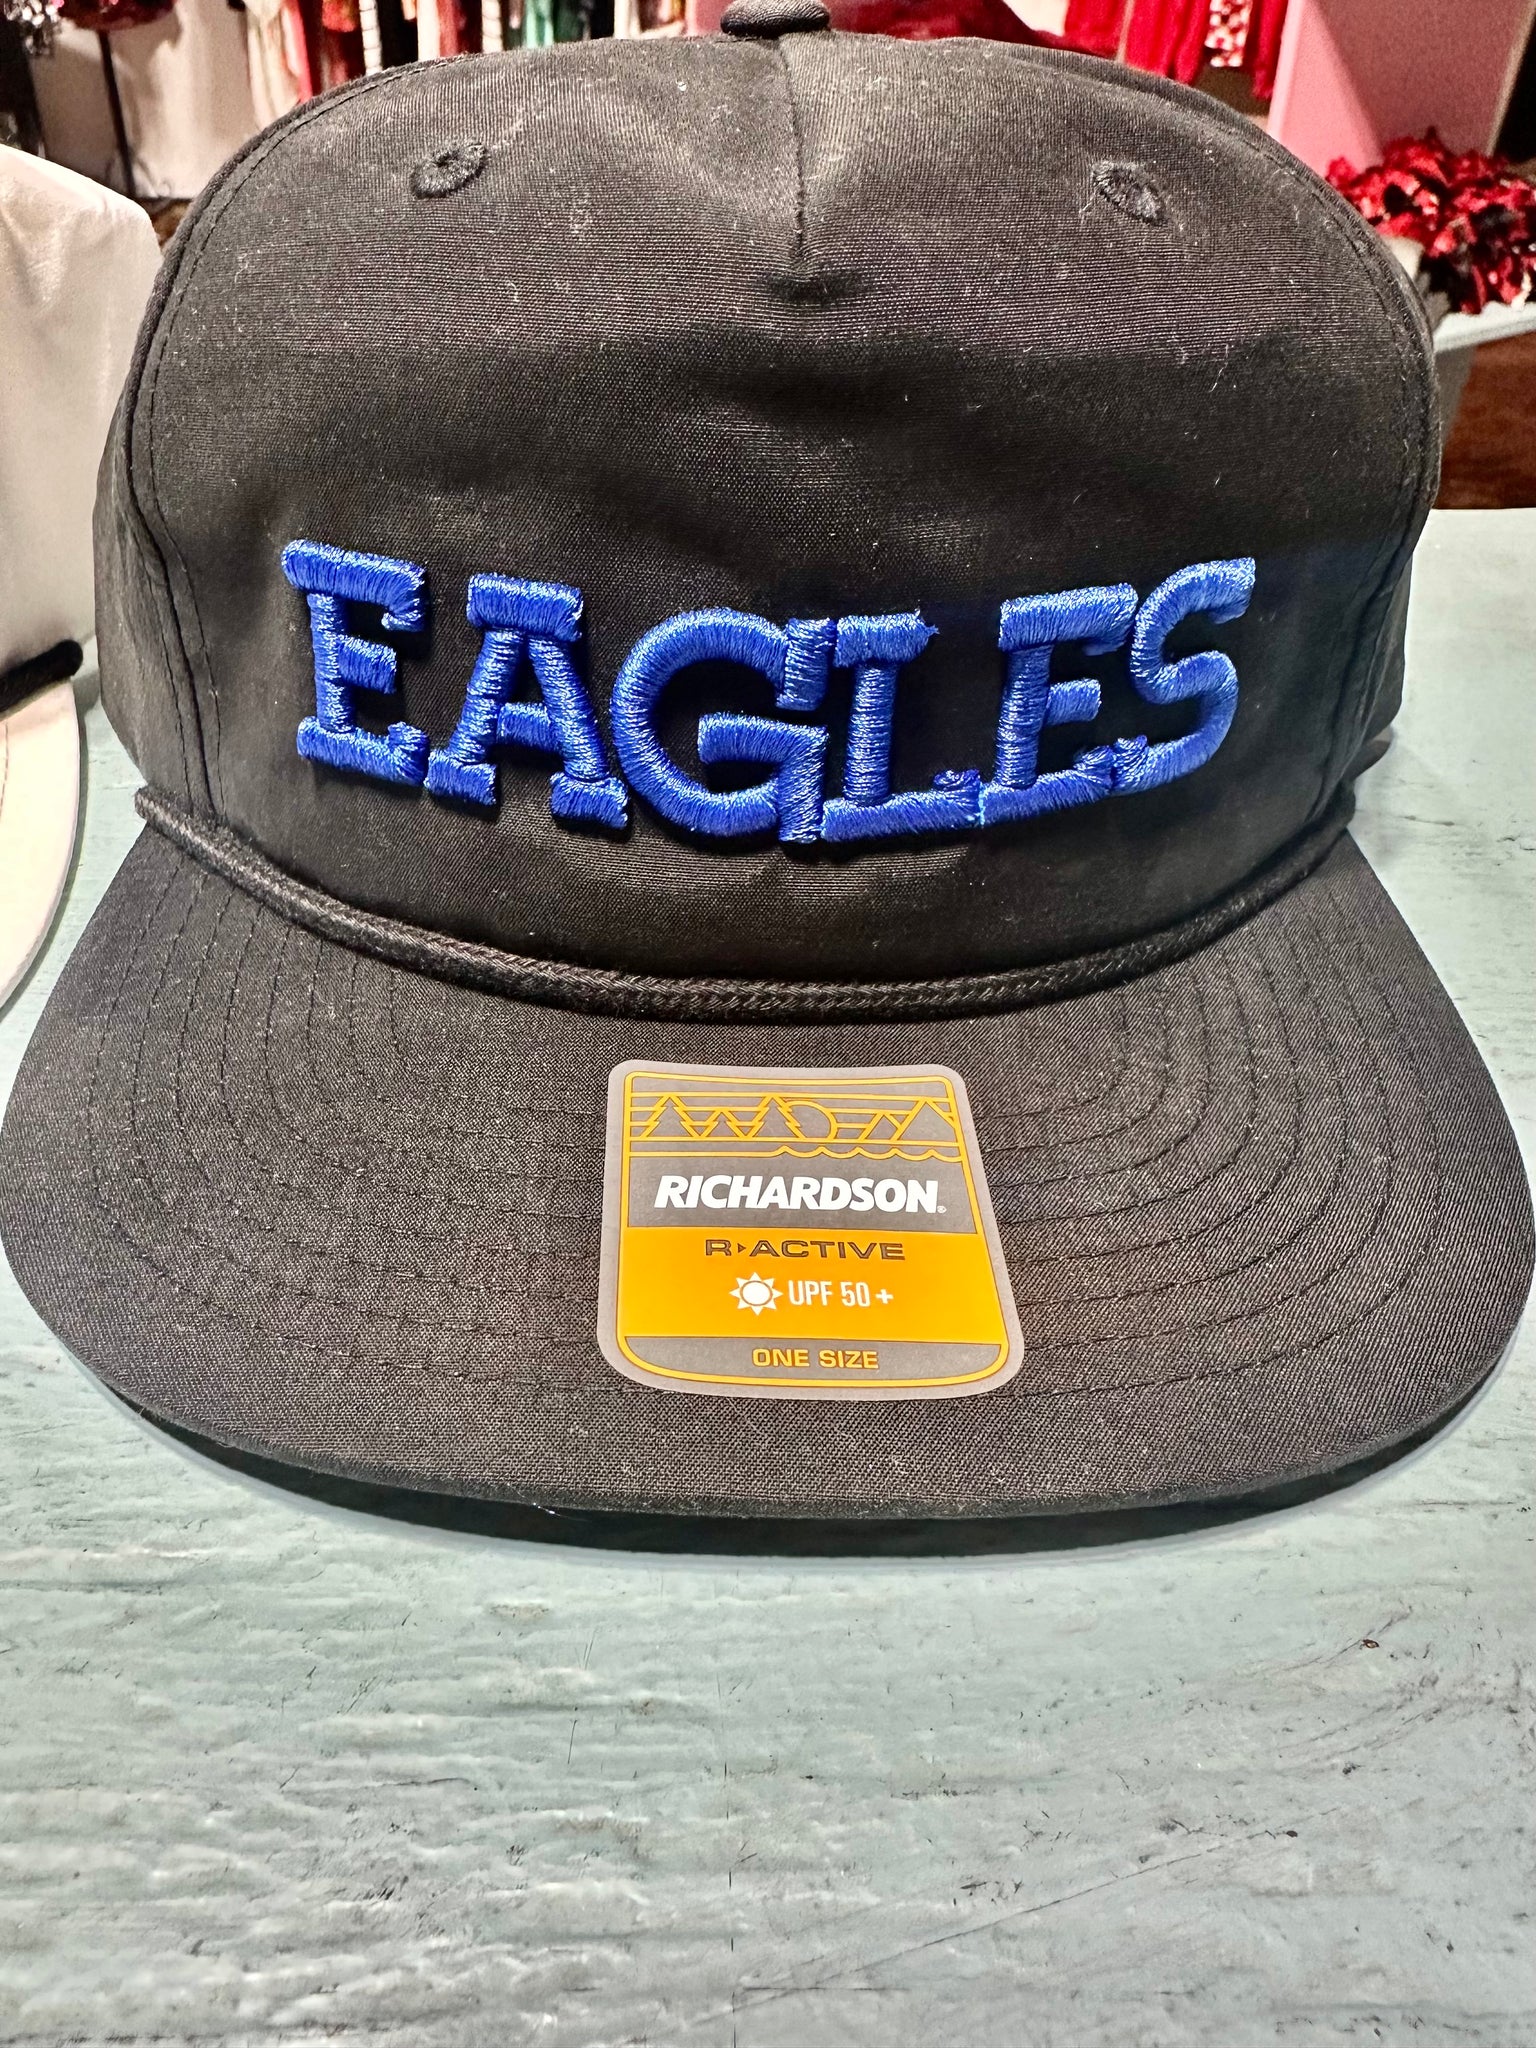 EAGLES
RICHARDSON®
R▸ACTIVE
UPF 50+
ONE SIZE